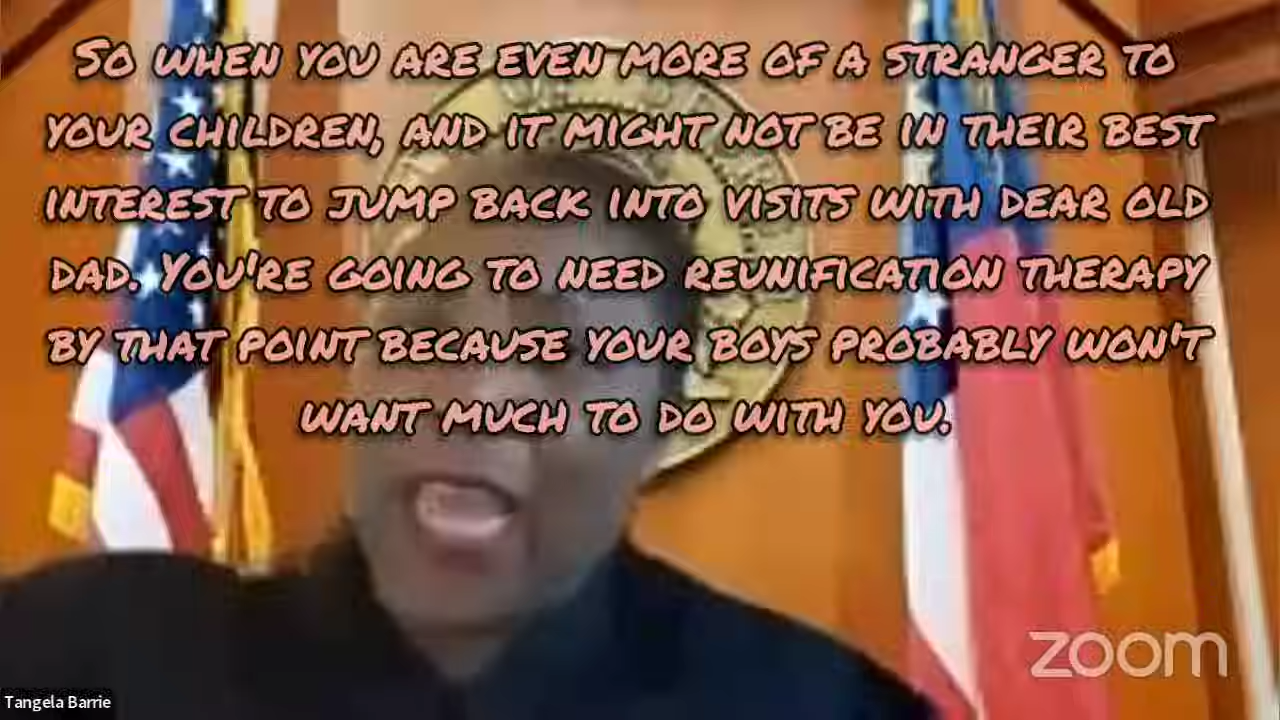 So when you are even more of a stranger to
your children, and it might not be in their best
interest to jump back into visits with dear old
dad. You're going to need reunification therapy
by that point because your boys probably won't
want much to do with you.
zoom
Tangela Barrie